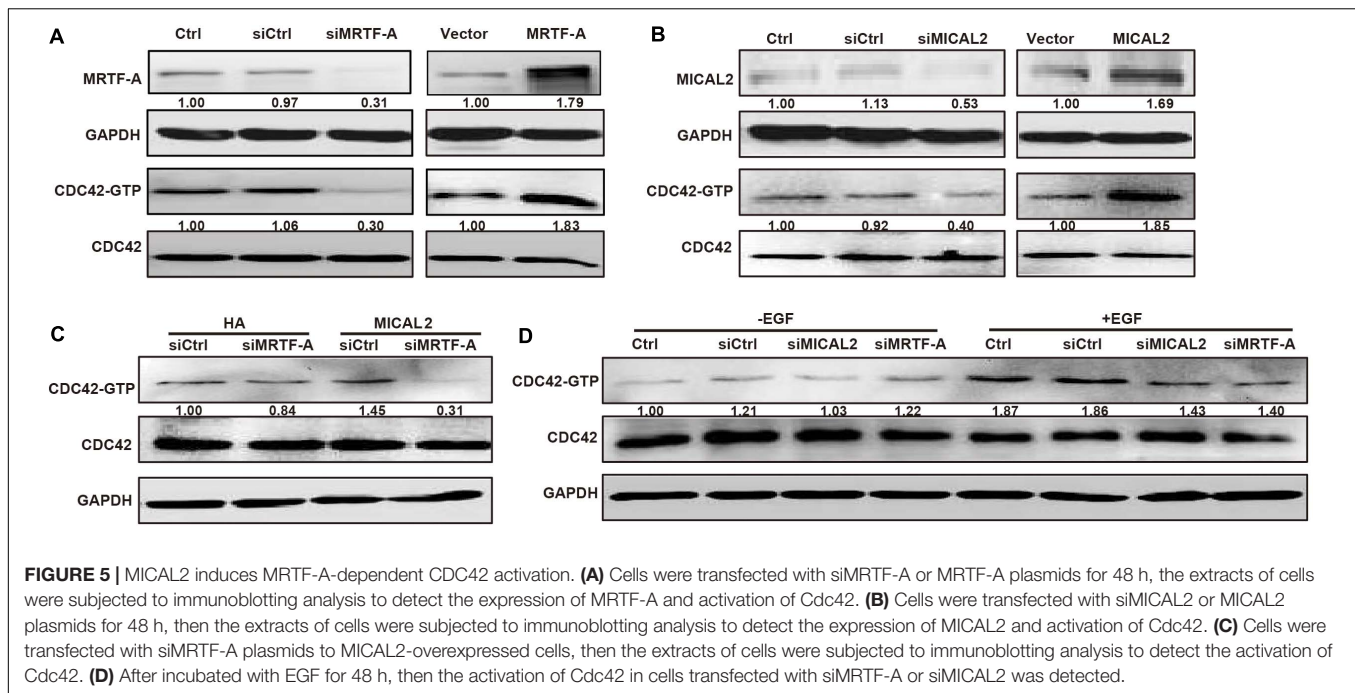 A
Ctrl siCtrl siMRTF-A Vector MRTF-A
MRTF-A
1.00 0.97 0.31 1.00 1.79
GAPDH
CDC42-GTP
1.00 1.06 0.30 1.00 1.83
CDC42
B
Ctrl siCtrl siMICAL2 Vector MICAL2
MICAL2
1.00 1.13 0.53 1.00 1.69
GAPDH
CDC42-GTP
1.00 0.92 0.40 1.00 1.85
CDC42
C
HA MICAL2
siCtrl siMRTF-A siCtrl siMRTF-A
CDC42-GTP
1.00 0.84 1.45 0.31
CDC42
GAPDH
D
-EGF +EGF
Ctrl siCtrl siMICAL2 siMRTF-A Ctrl siCtrl siMICAL2 siMRTF-A
CDC42-GTP
1.00 1.21 1.03 1.22 1.87 1.86 1.43 1.40
CDC42
GAPDH
FIGURE 5 | MICAL2 induces MRTF-A-dependent CDC42 activation. (A) Cells were transfected with siMRTF-A or MRTF-A plasmids for 48 h, the extracts of cells
were subjected to immunoblotting analysis to detect the expression of MRTF-A and activation of Cdc42. (B) Cells were transfected with siMICAL2 or MICAL2
plasmids for 48 h, then the extracts of cells were subjected to immunoblotting analysis to detect the expression of MICAL2 and activation of Cdc42. (C) Cells were
transfected with siMRTF-A plasmids to MICAL2-overexpressed cells, then the extracts of cells were subjected to immunoblotting analysis to detect the activation of
Cdc42. (D) After incubated with EGF for 48 h, then the activation of Cdc42 in cells transfected with siMRTF-A or siMICAL2 was detected.